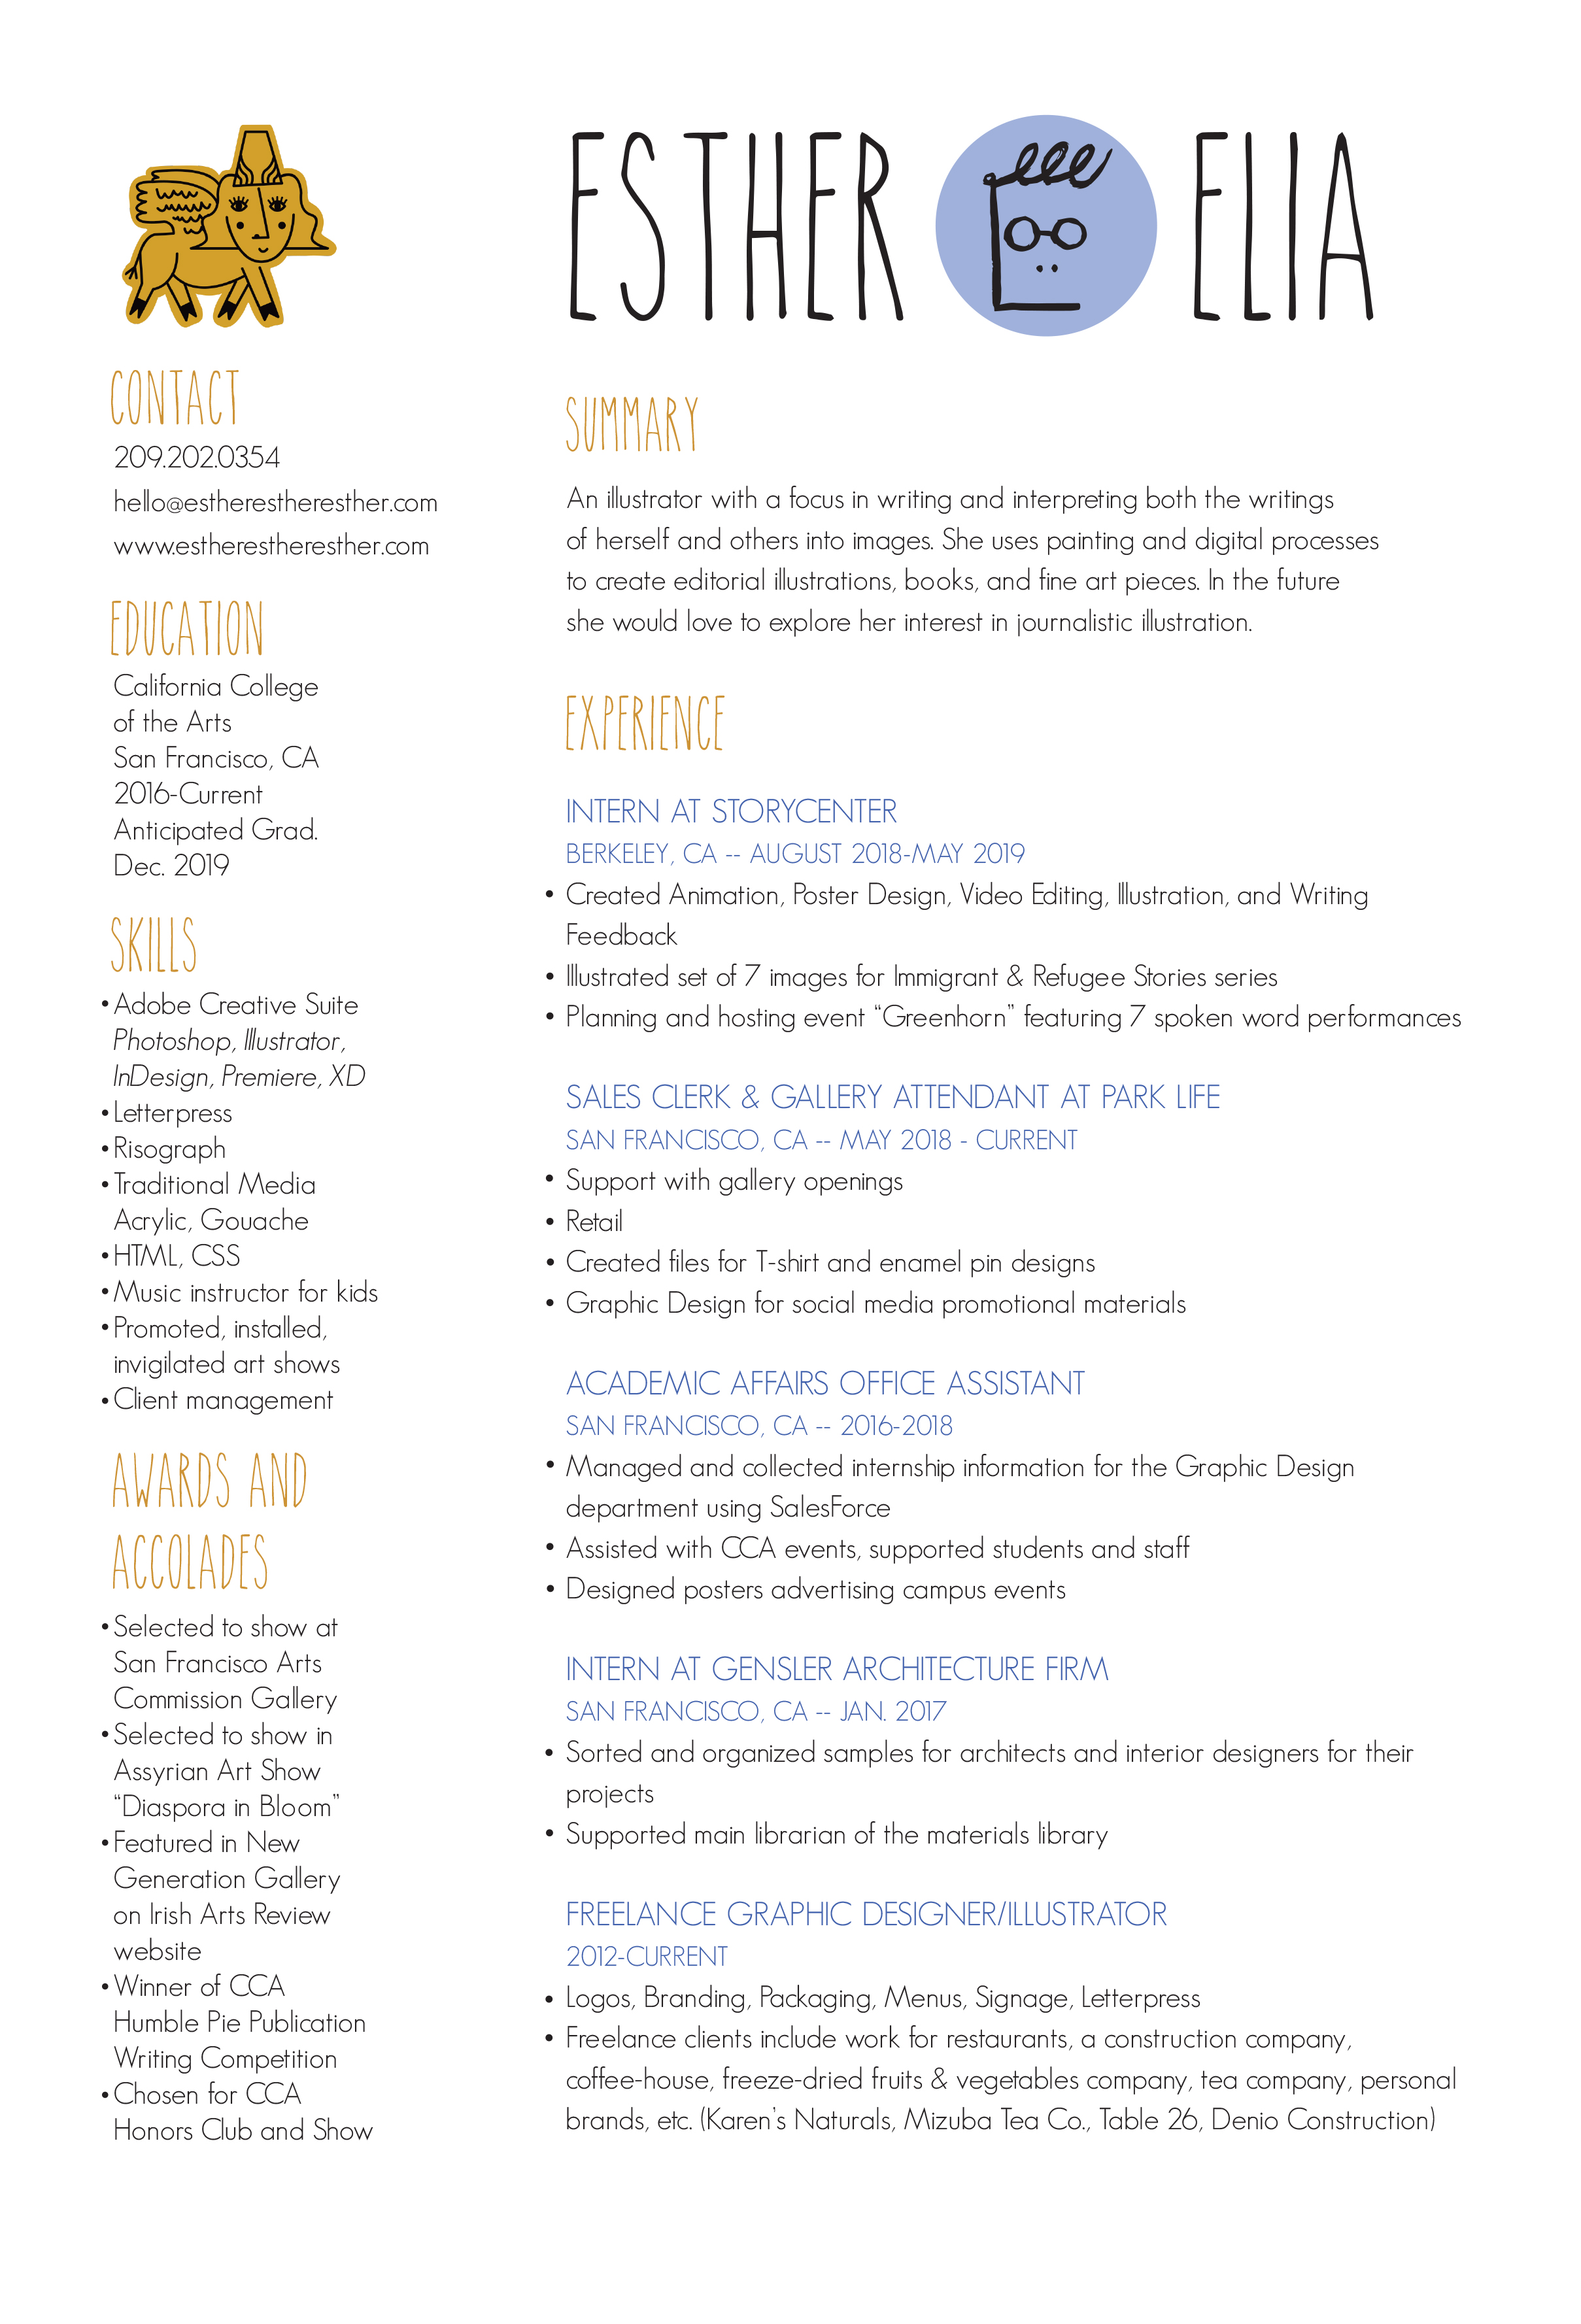 ESTHER ELIA
CONTACT
209.202.0354
hello@estherestheresther.com
www.estherestheresther.com
EDUCATION
California College
of the Arts
San Francisco, CA
2016-Current
Anticipated Grad.
Dec. 2019
SKILLS
• Adobe Creative Suite
Photoshop, Illustrator,
InDesign, Premiere, XD
• Letterpress
• Risograph
• Traditional Media
Acrylic, Gouache
• HTML, CSS
• Music instructor for kids
• Promoted, installed,
invigilated art shows
• Client management
AWARDS AND
ACCOLADES
• Selected to show at
San Francisco Arts
Commission Gallery
• Selected to show in
Assyrian Art Show
“Diaspora in Bloom”
• Featured in New
Generation Gallery
on Irish Arts Review
website
• Winner of CCA
Humble Pie Publication
Writing Competition
• Chosen for CCA
Honors Club and Show
SUMMARY
An illustrator with a focus in writing and interpreting both the writings
of herself and others into images. She uses painting and digital processes
to create editorial illustrations, books, and fine art pieces. In the future
she would love to explore her interest in journalistic illustration.
EXPERIENCE
INTERN AT STORYCENTER
BERKELEY, CA -- AUGUST 2018-MAY 2019
• Created Animation, Poster Design, Video Editing, Illustration, and Writing
Feedback
• Illustrated set of 7 images for Immigrant & Refugee Stories series
• Planning and hosting event “Greenhorn” featuring 7 spoken word performances
SALES CLERK & GALLERY ATTENDANT AT PARK LIFE
SAN FRANCISCO, CA -- MAY 2018 - CURRENT
• Support with gallery openings
• Retail
• Created files for T-shirt and enamel pin designs
• Graphic Design for social media promotional materials
ACADEMIC AFFAIRS OFFICE ASSISTANT
SAN FRANCISCO, CA -- 2016-2018
• Managed and collected internship information for the Graphic Design
department using SalesForce
• Assisted with CCA events, supported students and staff
• Designed posters advertising campus events
INTERN AT GENSLER ARCHITECTURE FIRM
SAN FRANCISCO, CA -- JAN. 2017
• Sorted and organized samples for architects and interior designers for their
projects
• Supported main librarian of the materials library
FREELANCE GRAPHIC DESIGNER/ILLUSTRATOR
2012-CURRENT
• Logos, Branding, Packaging, Menus, Signage, Letterpress
• Freelance clients include work for restaurants, a construction company,
coffee-house, freeze-dried fruits & vegetables company, tea company, personal
brands, etc. (Karen’s Naturals, Mizuba Tea Co., Table 26, Denio Construction)